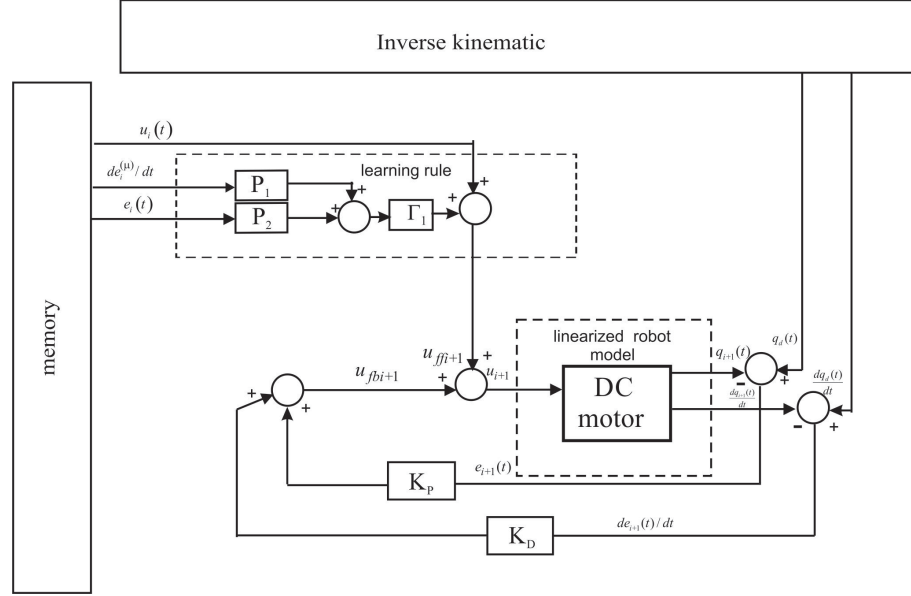 Inverse kinematic
memory
u_i(t)
learning rule
de_i^(μ)/dt
P_1
e_i(t)
P_2
Γ_1
+
+
+
+
linearized robot
model
u_ffi+1
+
u_i+1
u_fbi+1
+
DC
motor
q_i+1(t)
q_d(t)
-
+
dq_i+1(t)/dt
dq_d(t)/dt
-
+
+
+
K_P
e_i+1(t)
K_D
de_i+1(t)/dt